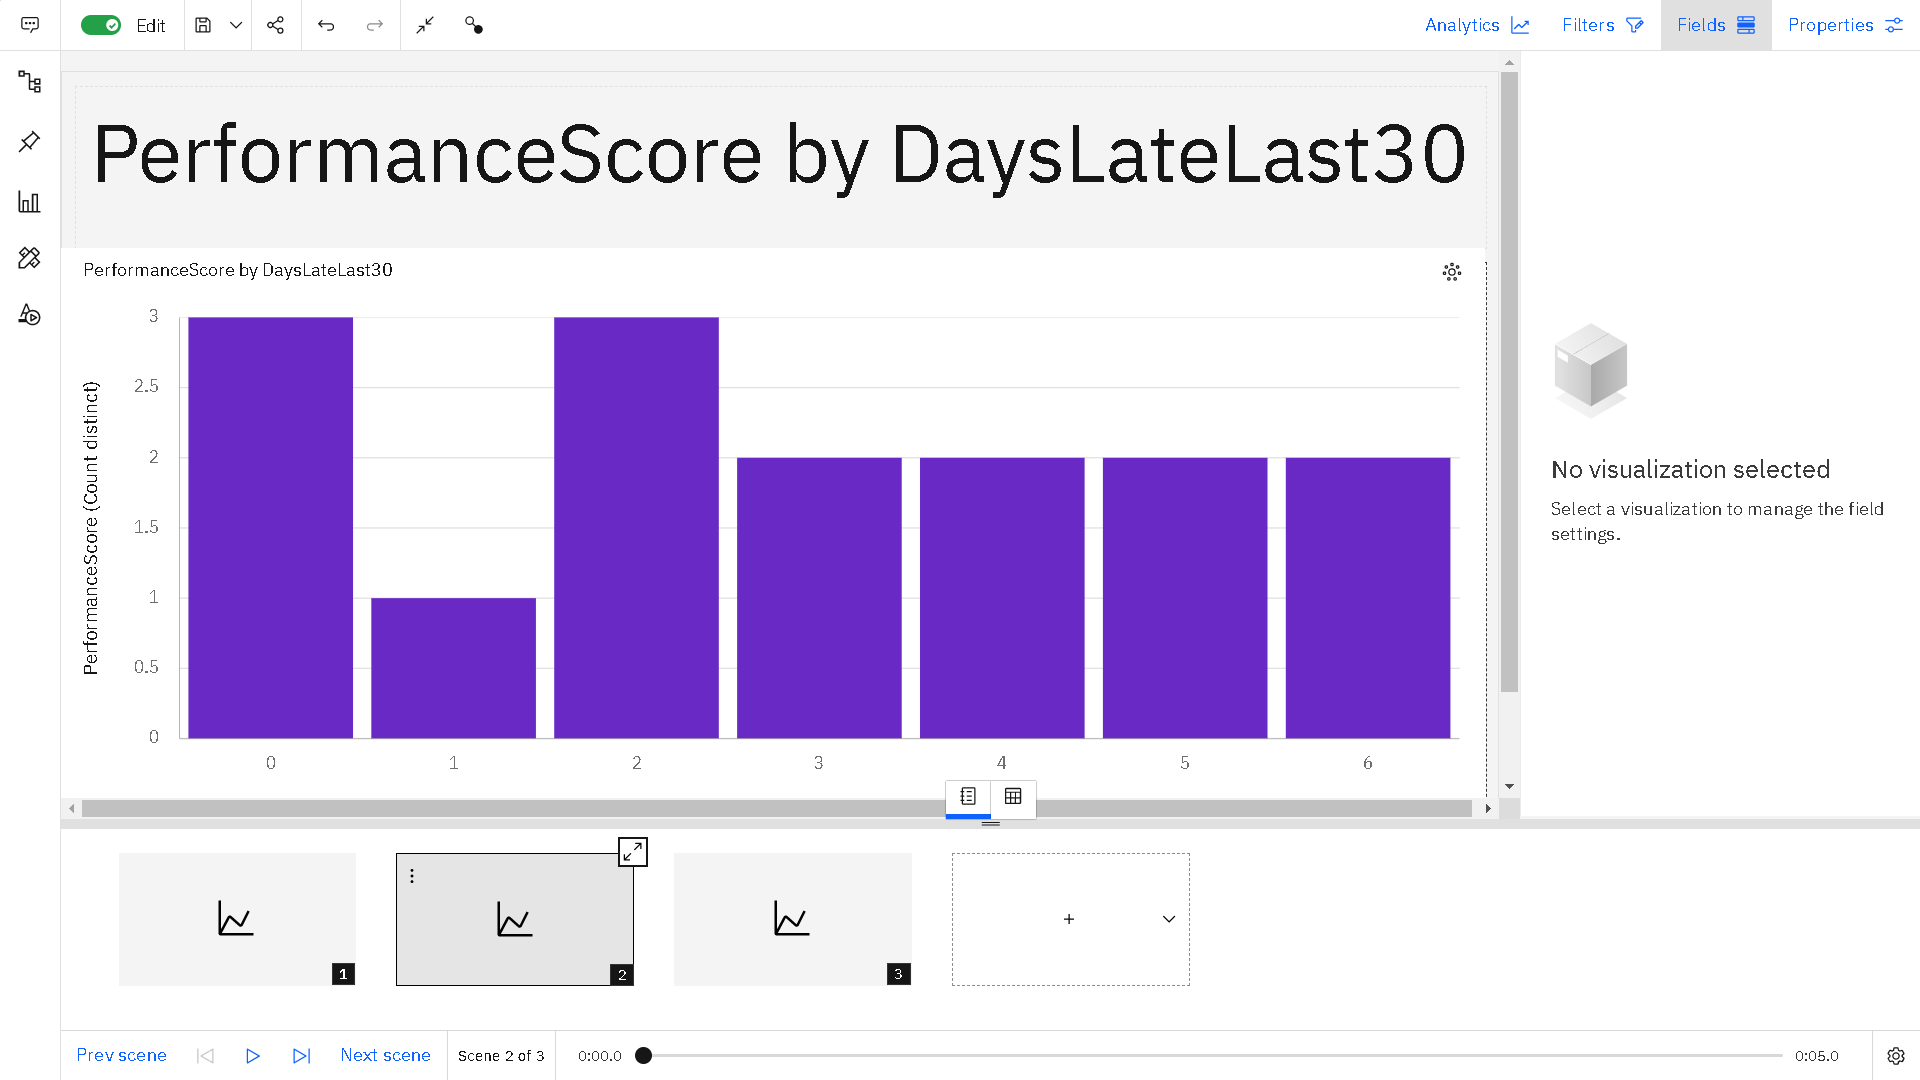 Edit
Analytics
Filters
Fields
Properties
PerformanceScore by DaysLateLast30
PerformanceScore by DaysLateLast30
PerformanceScore (Count distinct)
3
2.5
2
1.5
1
0.5
0
0 1 2 3 4 5 6
No visualization selected
Select a visualization to manage the field
settings.
1
2
3
Prev scene
Next scene
Scene 2 of 3
0:00.0
0:05.0